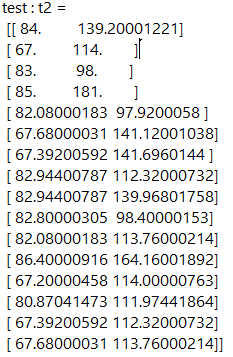 test : t2 =
[[ 84.         139.20001221]
[ 67.         114.        ]
[ 83.          98.        ]
[ 85.         181.        ]
[ 82.08000183  97.9200058 ]
[ 67.68000031 141.12001038]
[ 67.39200592 141.6960144 ]
[ 82.94400787 112.32000732]
[ 82.94400787 139.96801758]
[ 82.80000305  98.40000153]
[ 82.08000183 113.76000214]
[ 86.40000916 164.16001892]
[ 67.20000458 114.00000763]
[ 80.87041473 111.97441864]
[ 67.39200592 112.32000732]
[ 67.68000031 113.76000214]]